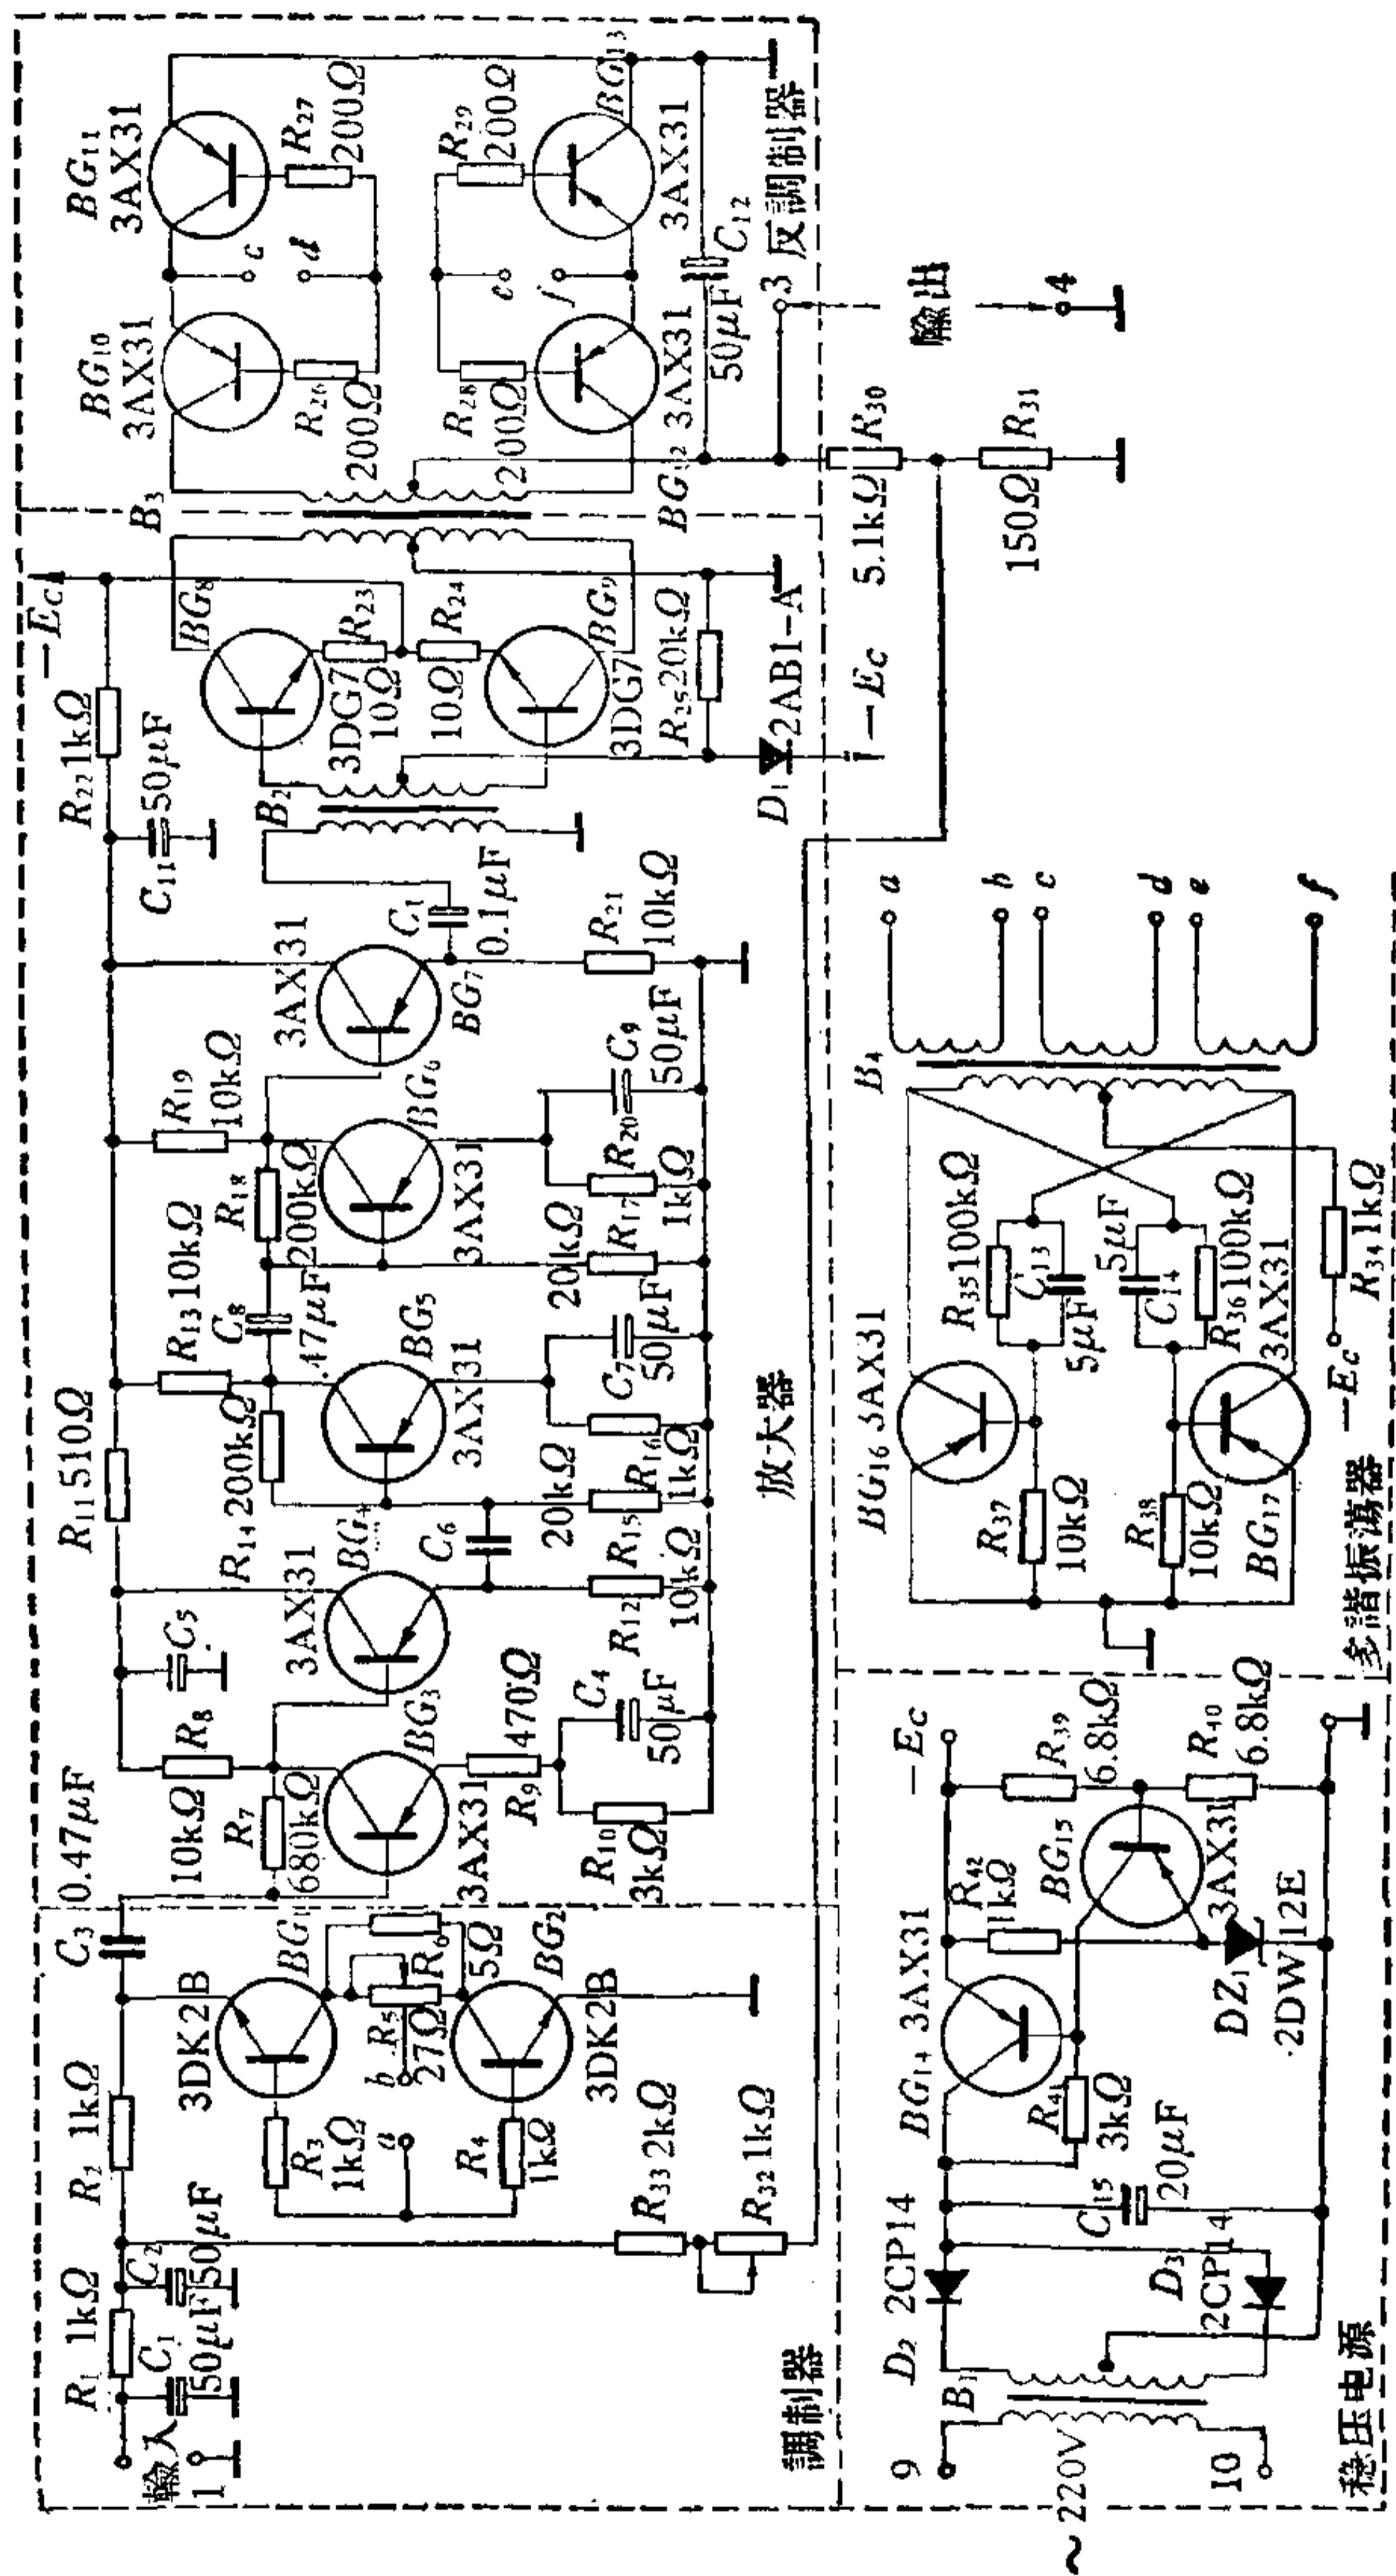 輸入
1
R₁ 1kΩ
C₁
50μF
C₂
50μF
R₂ 1kΩ
3DK2B
BG₁
R₃
1kΩ
a
b
R₅
27Ω
R₆
5Ω
R₄
1kΩ
BG₂
3DK2B
R₃₃ 2kΩ
R₃₂ 1kΩ
調制器
C₃ 0.47μF
R₈
10kΩ
R₇
680kΩ
BG₃
3AX31
R₉
470Ω
R₁₀
3kΩ
C₄
50μF
C₅
3AX31
BG₄
R₁₂
10kΩ
C₆
R₁₁ 510Ω
R₁₃ 10kΩ
R₁₄ 200kΩ
BG₅
3AX31
20kΩ
R₁₅
R₁₆
1kΩ
C₇
50μF
C₈
.47μF
R₁₈
200kΩ
R₁₉
10kΩ
BG₆
3AX31
20kΩ
R₁₇
R₂₀
1kΩ
C₉
50μF
3AX31
BG₇
C₁
0.1μF
R₂₁
10kΩ
放大器
R₂₂ 1kΩ
C₁₁ 50μF
−Ec
B₂
BG₈
3DG7
R₂₃
10Ω
R₂₄
10Ω
BG₉
3DG7
R₂₅ 20kΩ
D₁ 2AB1-A
−Ec
B₃
BG₁₀
3AX31
BG₁₁
3AX31
R₂₆
200Ω
R₂₇
200Ω
c
d
e
f
R₂₈
200Ω
R₂₉
200Ω
BG₁₂ 3AX31
BG₁₃
3AX31
C₁₂
50μF
反調制器
3
輸出
4
5.1kΩ R₃₀
150Ω R₃₁
9
~220V
10
B₁
D₂ 2CP14
D₃
2CP14
C₁₅
20μF
R₄₁
3kΩ
BG₁₄ 3AX31
R₄₂
1kΩ
BG₁₅
3AX31
DZ₁
2DW12E
−Ec
R₃₉
6.8kΩ
R₄₀
6.8kΩ
稳压电源
BG₁₆ 3AX31
R₃₇
10kΩ
R₃₈
10kΩ
BG₁₇
3AX31
R₃₅ 100kΩ
C₁₃
5μF
5μF
C₁₄
R₃₆ 100kΩ
B₄
a
b
c
d
e
f
−Ec
R₃₄ 1kΩ
多諧振蕩器